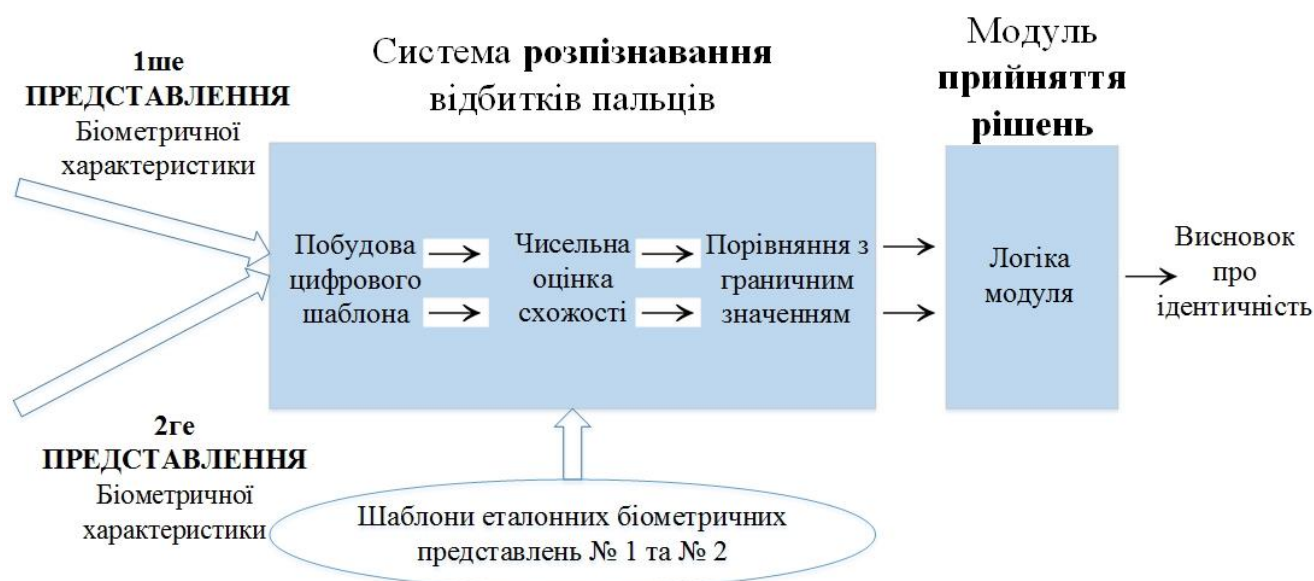 1ше
ПРЕДСТАВЛЕННЯ
Біометричної
характеристики
Система розпізнавання
відбитків пальців
Модуль
прийняття
рішень
Побудова
цифрового
шаблона
Чисельна
оцінка
схожості
Порівняння з
граничним
значенням
Логіка
модуля
Висновок
про
ідентичність
2ге
ПРЕДСТАВЛЕННЯ
Біометричної
характеристики
Шаблони еталонних біометричних
представлень № 1 та № 2